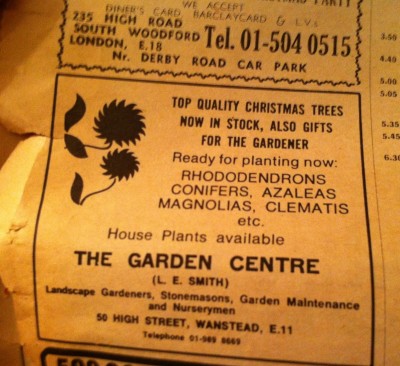 WE ACCEPT
DINER'S CARD, BARCLAYCARD & L.V.s
235 HIGH ROAD
SOUTH WOODFORD Tel. 01-504 0515
LONDON, E.18
Nr. DERBY ROAD CAR PARK
TOP QUALITY CHRISTMAS TREES
NOW IN STOCK, ALSO GIFTS
FOR THE GARDENER
Ready for planting now:
RHODODENDRONS
CONIFERS, AZALEAS
MAGNOLIAS, CLEMATIS
etc.
House Plants available
THE GARDEN CENTRE
(L. E. SMITH)
Landscape Gardeners, Stonemasons, Garden Maintenance
and Nurserymen
50 HIGH STREET, WANSTEAD, E.11
Telephone 01-989 8669
3.50
4.40
5.00
5.05
5.35
5.45
6.30